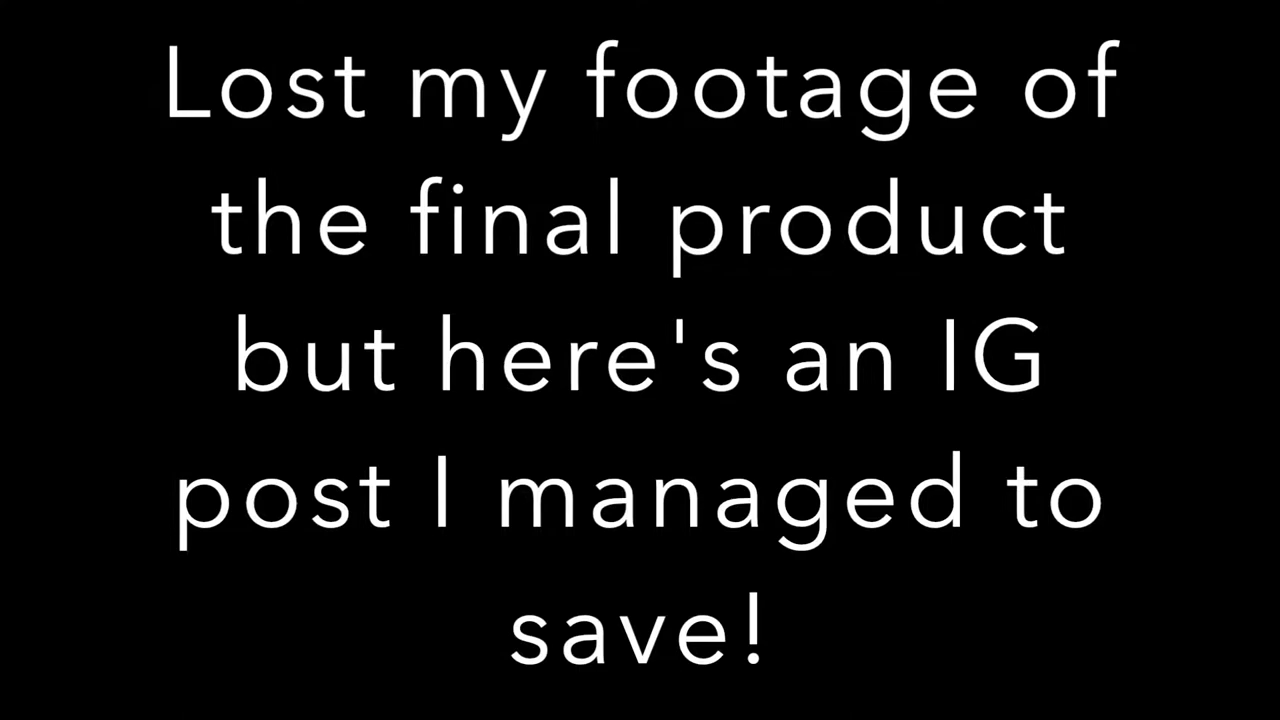 Lost my footage of
the final product
but here's an IG
post I managed to
save!